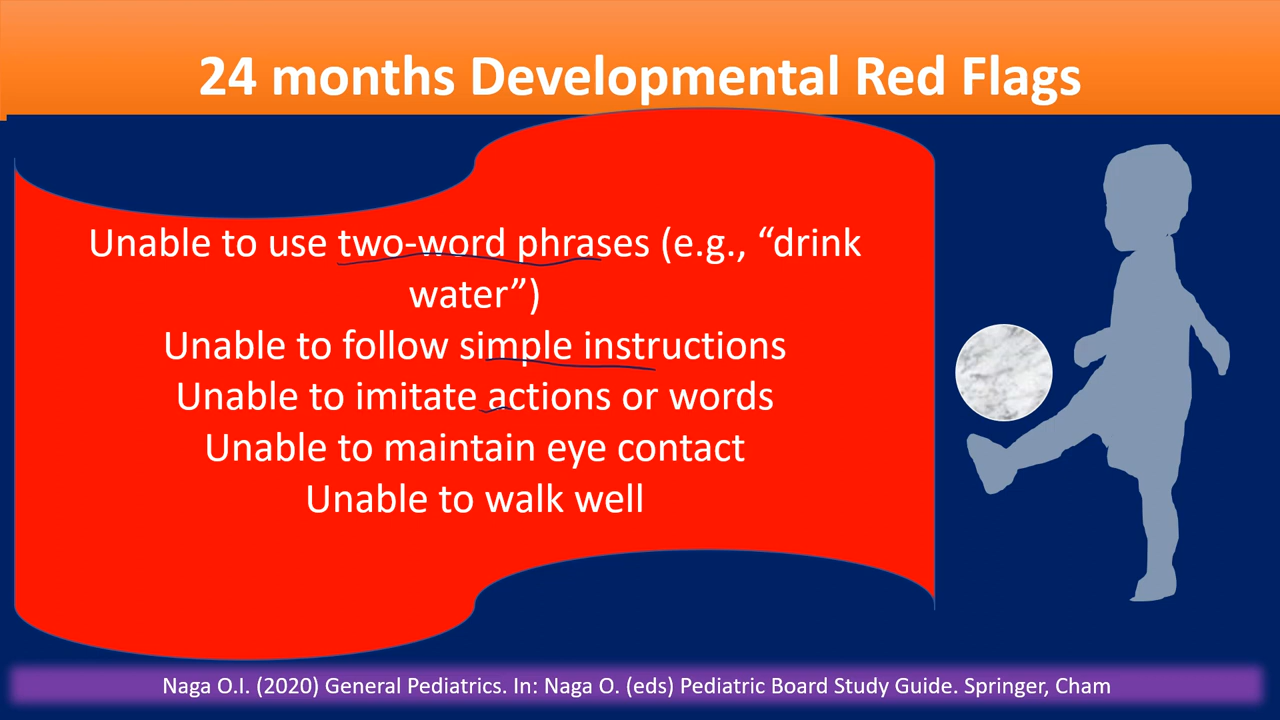 24 months Developmental Red Flags
Unable to use two-word phrases (e.g., “drink
water”)
Unable to follow simple instructions
Unable to imitate actions or words
Unable to maintain eye contact
Unable to walk well
Naga O.I. (2020) General Pediatrics. In: Naga O. (eds) Pediatric Board Study Guide. Springer, Cham